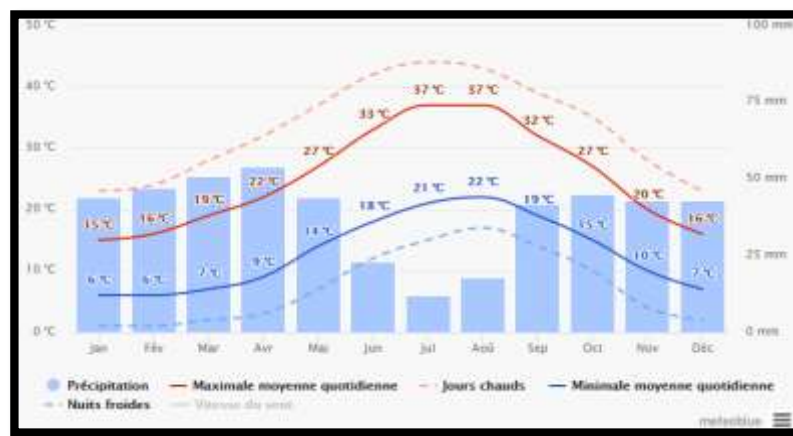 50 °C 100 mm
40 °C 75 mm
30 °C 50 mm
20 °C 25 mm
10 °C 0 mm
0 °C
15 °C 16 °C 19 °C 22 °C 27 °C 33 °C 37 °C 37 °C 32 °C 27 °C 20 °C 16 °C
6 °C 6 °C 7 °C 9 °C 14 °C 18 °C 21 °C 22 °C 19 °C 15 °C 10 °C 7 °C
Jan Fév Mar Avr Mai Jun Jul Aoû Sep Oct Nov Déc
Précipitation Maximale moyenne quotidienne Jours chauds Minimale moyenne quotidienne
Nuits froides Vitesse du vent
meteoblue